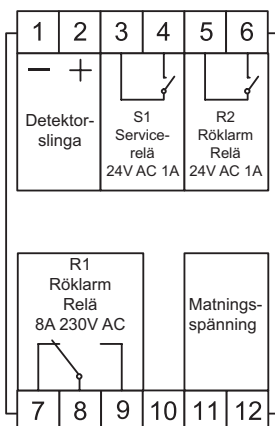 1 2 3 4 5 6
− +
Detektor-
slinga
S1
Service-
relä
24V AC 1A
R2
Röklarm
Relä
24V AC 1A
R1
Röklarm
Relä
8A 230V AC
Matnings-
spänning
7 8 9 10 11 12